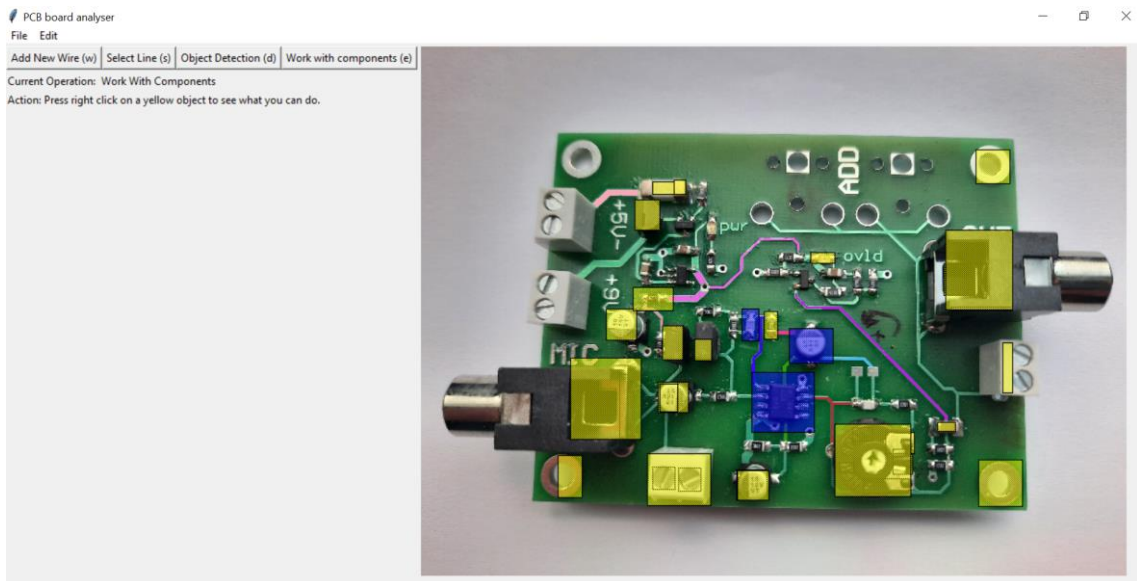 PCB board analyser
File Edit
Add New Wire (w) Select Line (s) Object Detection (d) Work with components (e)
Current Operation: Work With Components
Action: Press right click on a yellow object to see what you can do.
ADD
+5V-
pwr
ovld
+9V
MIC